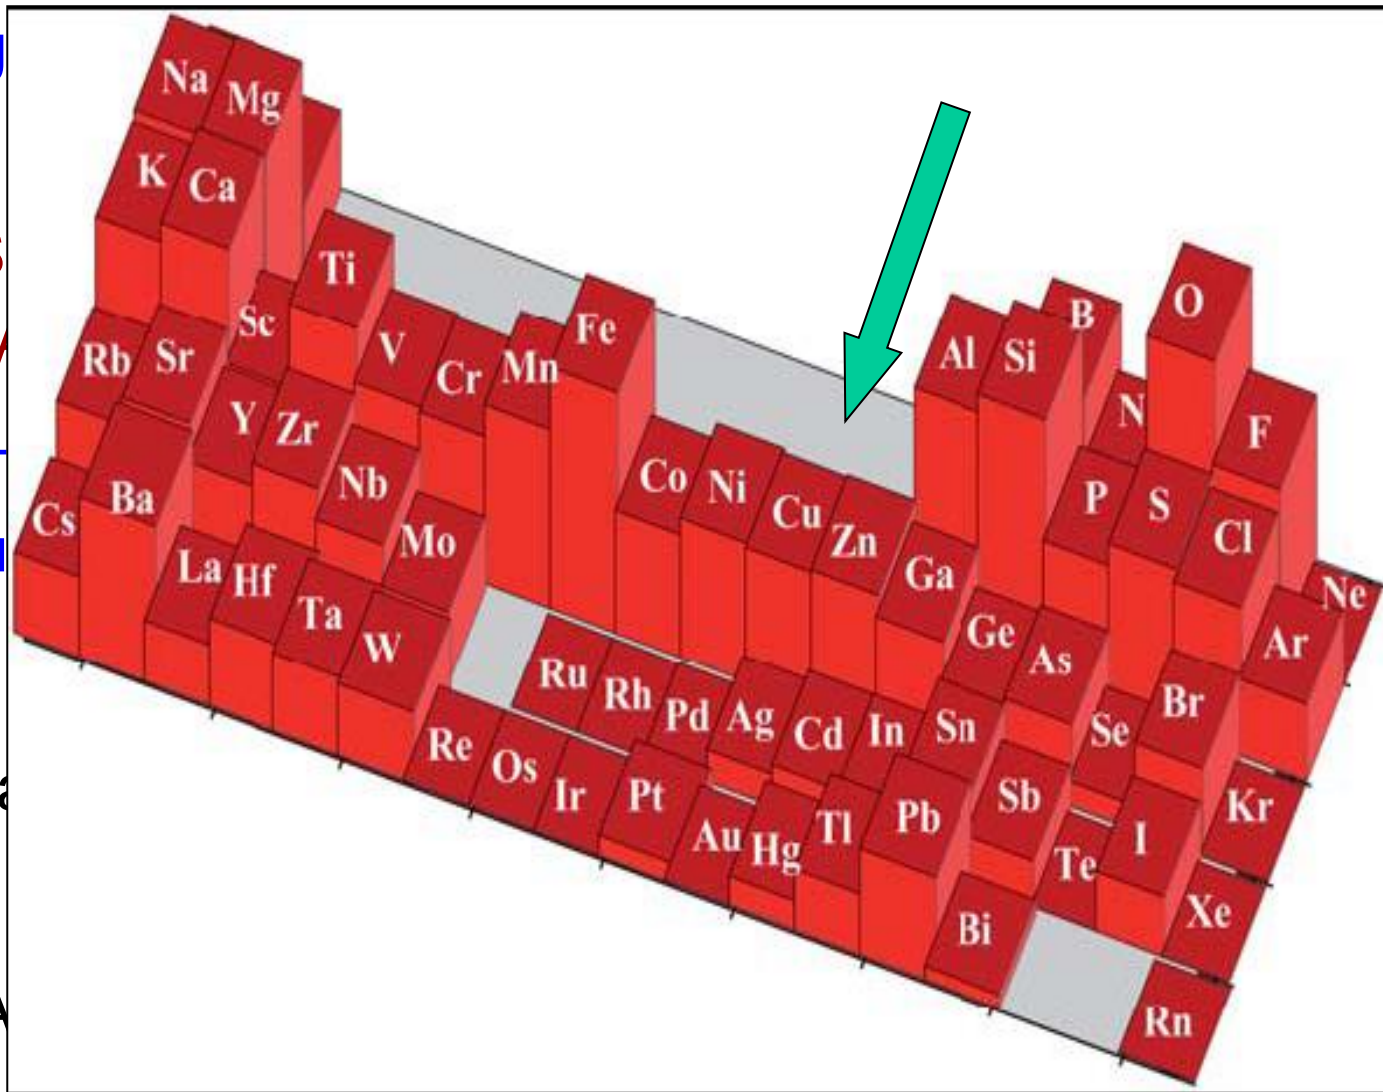 Na Mg
K Ca
Sc Ti V Cr Mn Fe Co Ni Cu Zn Ga Ge As Se Br Kr
Al Si P S Cl Ar
B N O F Ne
Rb Sr Y Zr Nb Mo Ru Rh Pd Ag Cd In Sn Sb Te I Xe
Cs Ba La Hf Ta W Re Os Ir Pt Au Hg Tl Pb Bi Rn